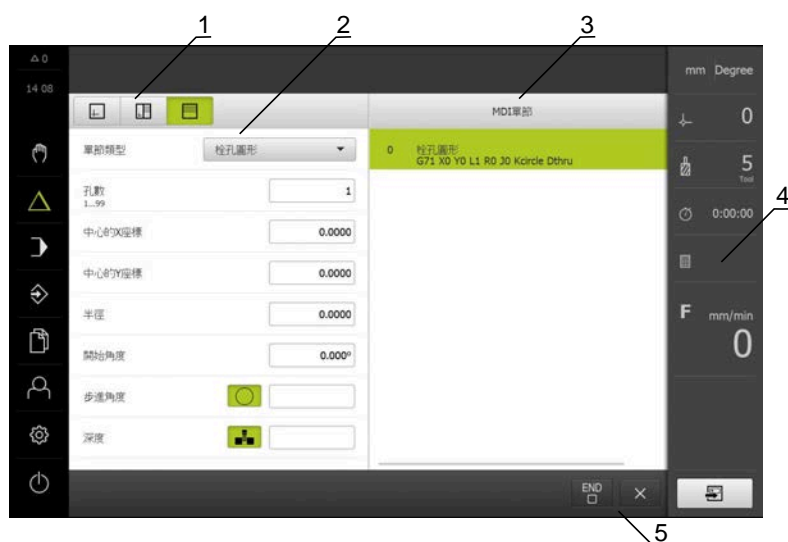 1
2
3
0
14 08
mm Degree
MDI單節
0
單節類型
栓孔圖形
0
栓孔圖形
G71 X0 Y0 L1 R0 J0 Kcircle Dthru
5
Tool
孔數
1...99
1
4
0:00:00
中心的X座標
0.0000
中心的Y座標
0.0000
半徑
0.0000
F mm/min
0
開始角度
0.000°
步進角度
深度
END
5